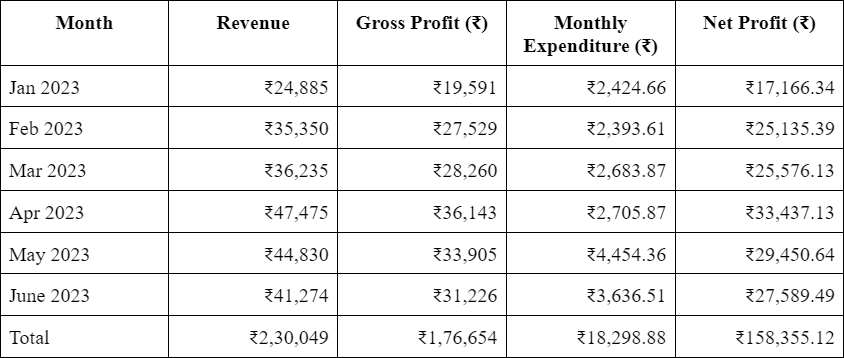 Month Revenue Gross Profit (₹) Monthly Expenditure (₹) Net Profit (₹)
Jan 2023 ₹24,885 ₹19,591 ₹2,424.66 ₹17,166.34
Feb 2023 ₹35,350 ₹27,529 ₹2,393.61 ₹25,135.39
Mar 2023 ₹36,235 ₹28,260 ₹2,683.87 ₹25,576.13
Apr 2023 ₹47,475 ₹36,143 ₹2,705.87 ₹33,437.13
May 2023 ₹44,830 ₹33,905 ₹4,454.36 ₹29,450.64
June 2023 ₹41,274 ₹31,226 ₹3,636.51 ₹27,589.49
Total ₹2,30,049 ₹1,76,654 ₹18,298.88 ₹158,355.12